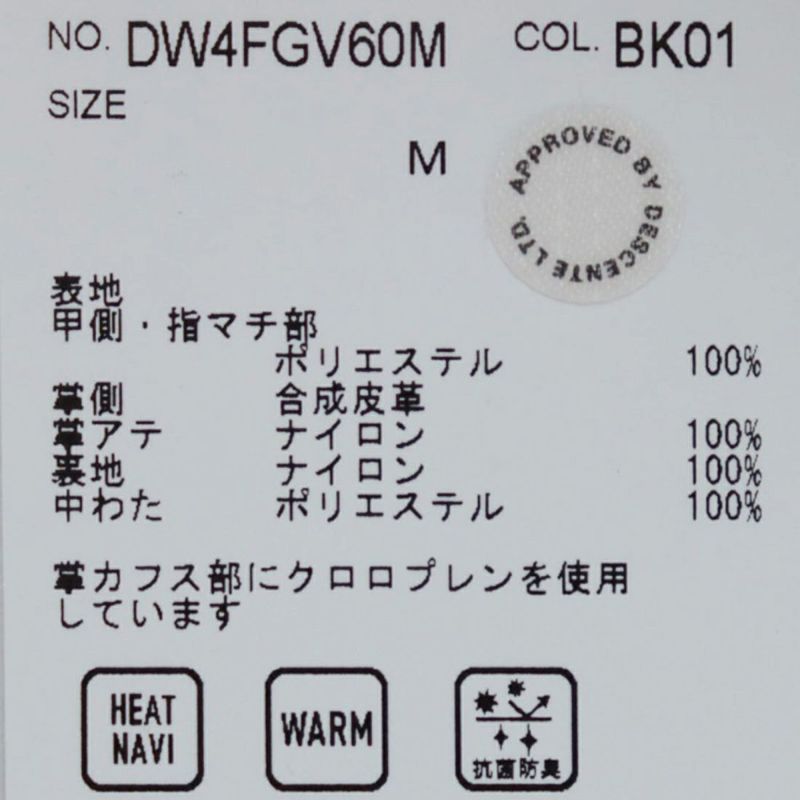 NO. DW4FGV60M COL. BK01
SIZE
M
APPROVED BY DESCENTE LTD.
表地
甲側・指マチ部
ポリエステル 100%
掌側 合成皮革
掌アテ ナイロン 100%
裏地 ナイロン 100%
中わた ポリエステル 100%
掌カフス部にクロロプレンを使用
しています
HEAT
NAVI
WARM
抗菌防臭